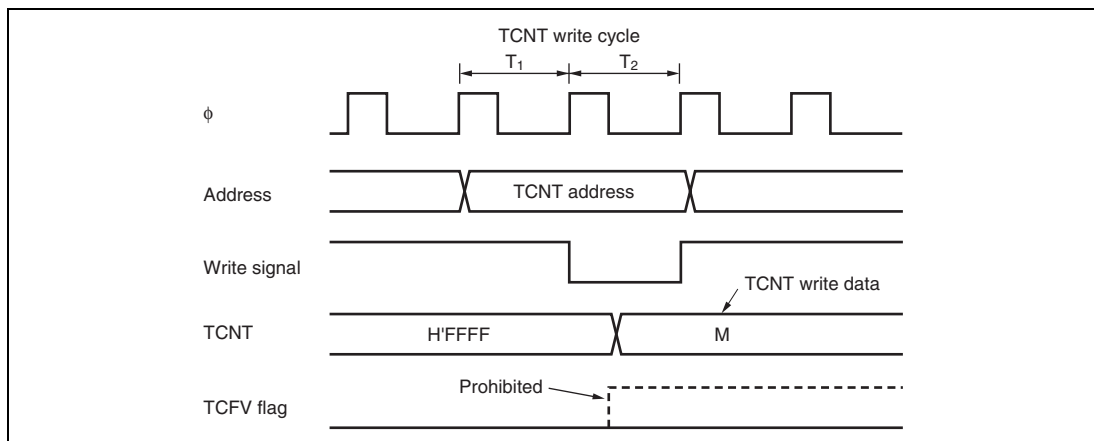 TCNT write cycle
T₁ T₂
ϕ
Address
TCNT address
Write signal
TCNT write data
TCNT
H'FFFF
M
Prohibited
TCFV flag